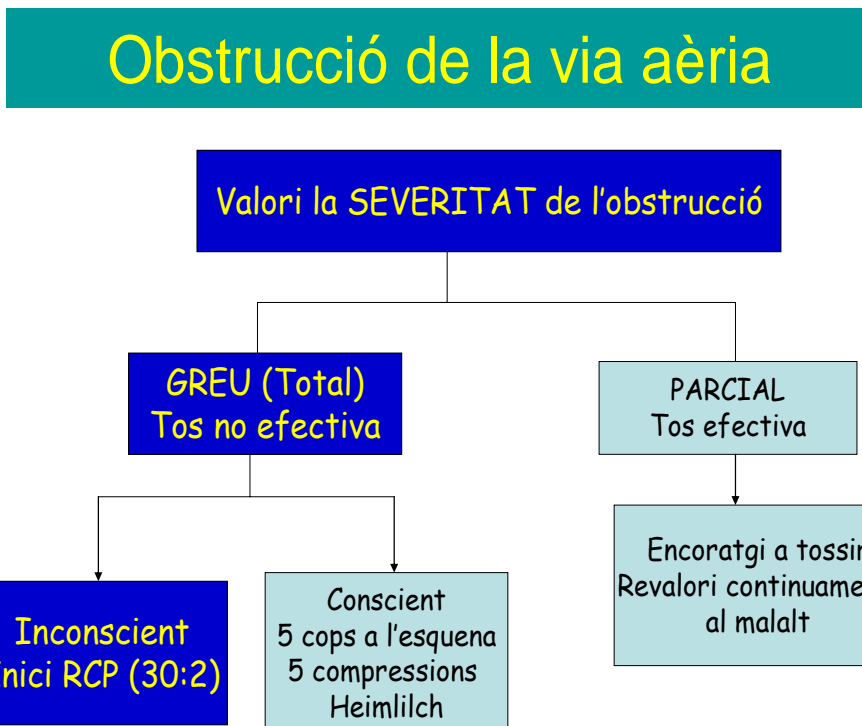 Obstrucció de la via aèria
Valori la SEVERITAT de l'obstrucció
GREU (Total)
Tos no efectiva
PARCIAL
Tos efectiva
Inconscient
nici RCP (30:2)
Conscient
5 cops a l'esquena
5 compressions
Heimlilch
Encoratgi a tossir
Revalori continuame
al malalt